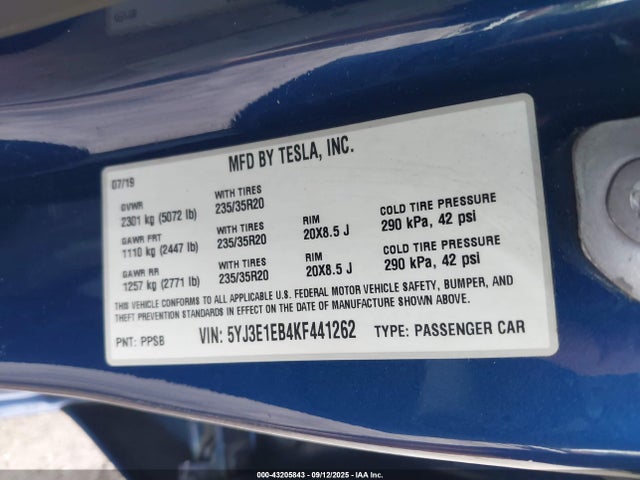 MFD BY TESLA, INC.
07/19
GVWR WITH TIRES
2301 kg (5072 lb) 235/35R20
GAWR FRT WITH TIRES RIM COLD TIRE PRESSURE
1110 kg (2447 lb) 235/35R20 20X8.5 J 290 kPa, 42 psi
GAWR RR WITH TIRES RIM COLD TIRE PRESSURE
1257 kg (2771 lb) 235/35R20 20X8.5 J 290 kPa, 42 psi
THIS VEHICLE CONFORMS TO ALL APPLICABLE U.S. FEDERAL MOTOR VEHICLE SAFETY, BUMPER, AND
THEFT PREVENTION STANDARDS IN EFFECT ON THE DATE OF MANUFACTURE SHOWN ABOVE.
PNT: PPSB VIN: 5YJ3E1EB4KF441262 TYPE: PASSENGER CAR
000-43205843 - 09/12/2025 - IAA Inc.